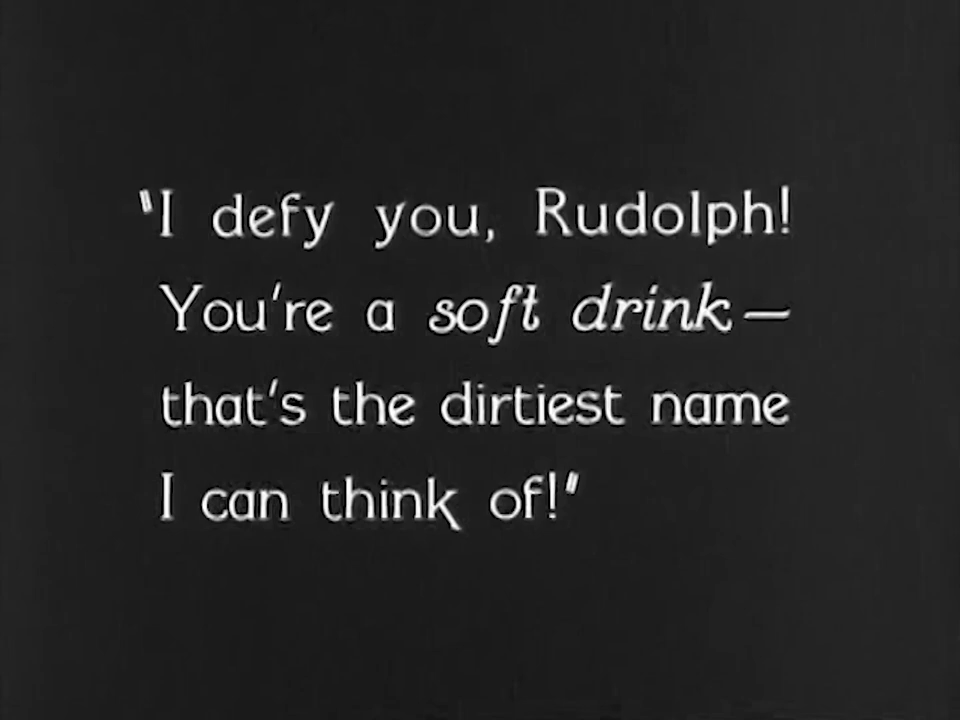 "I defy you, Rudolph!
You're a soft drink—
that's the dirtiest name
I can think of!"